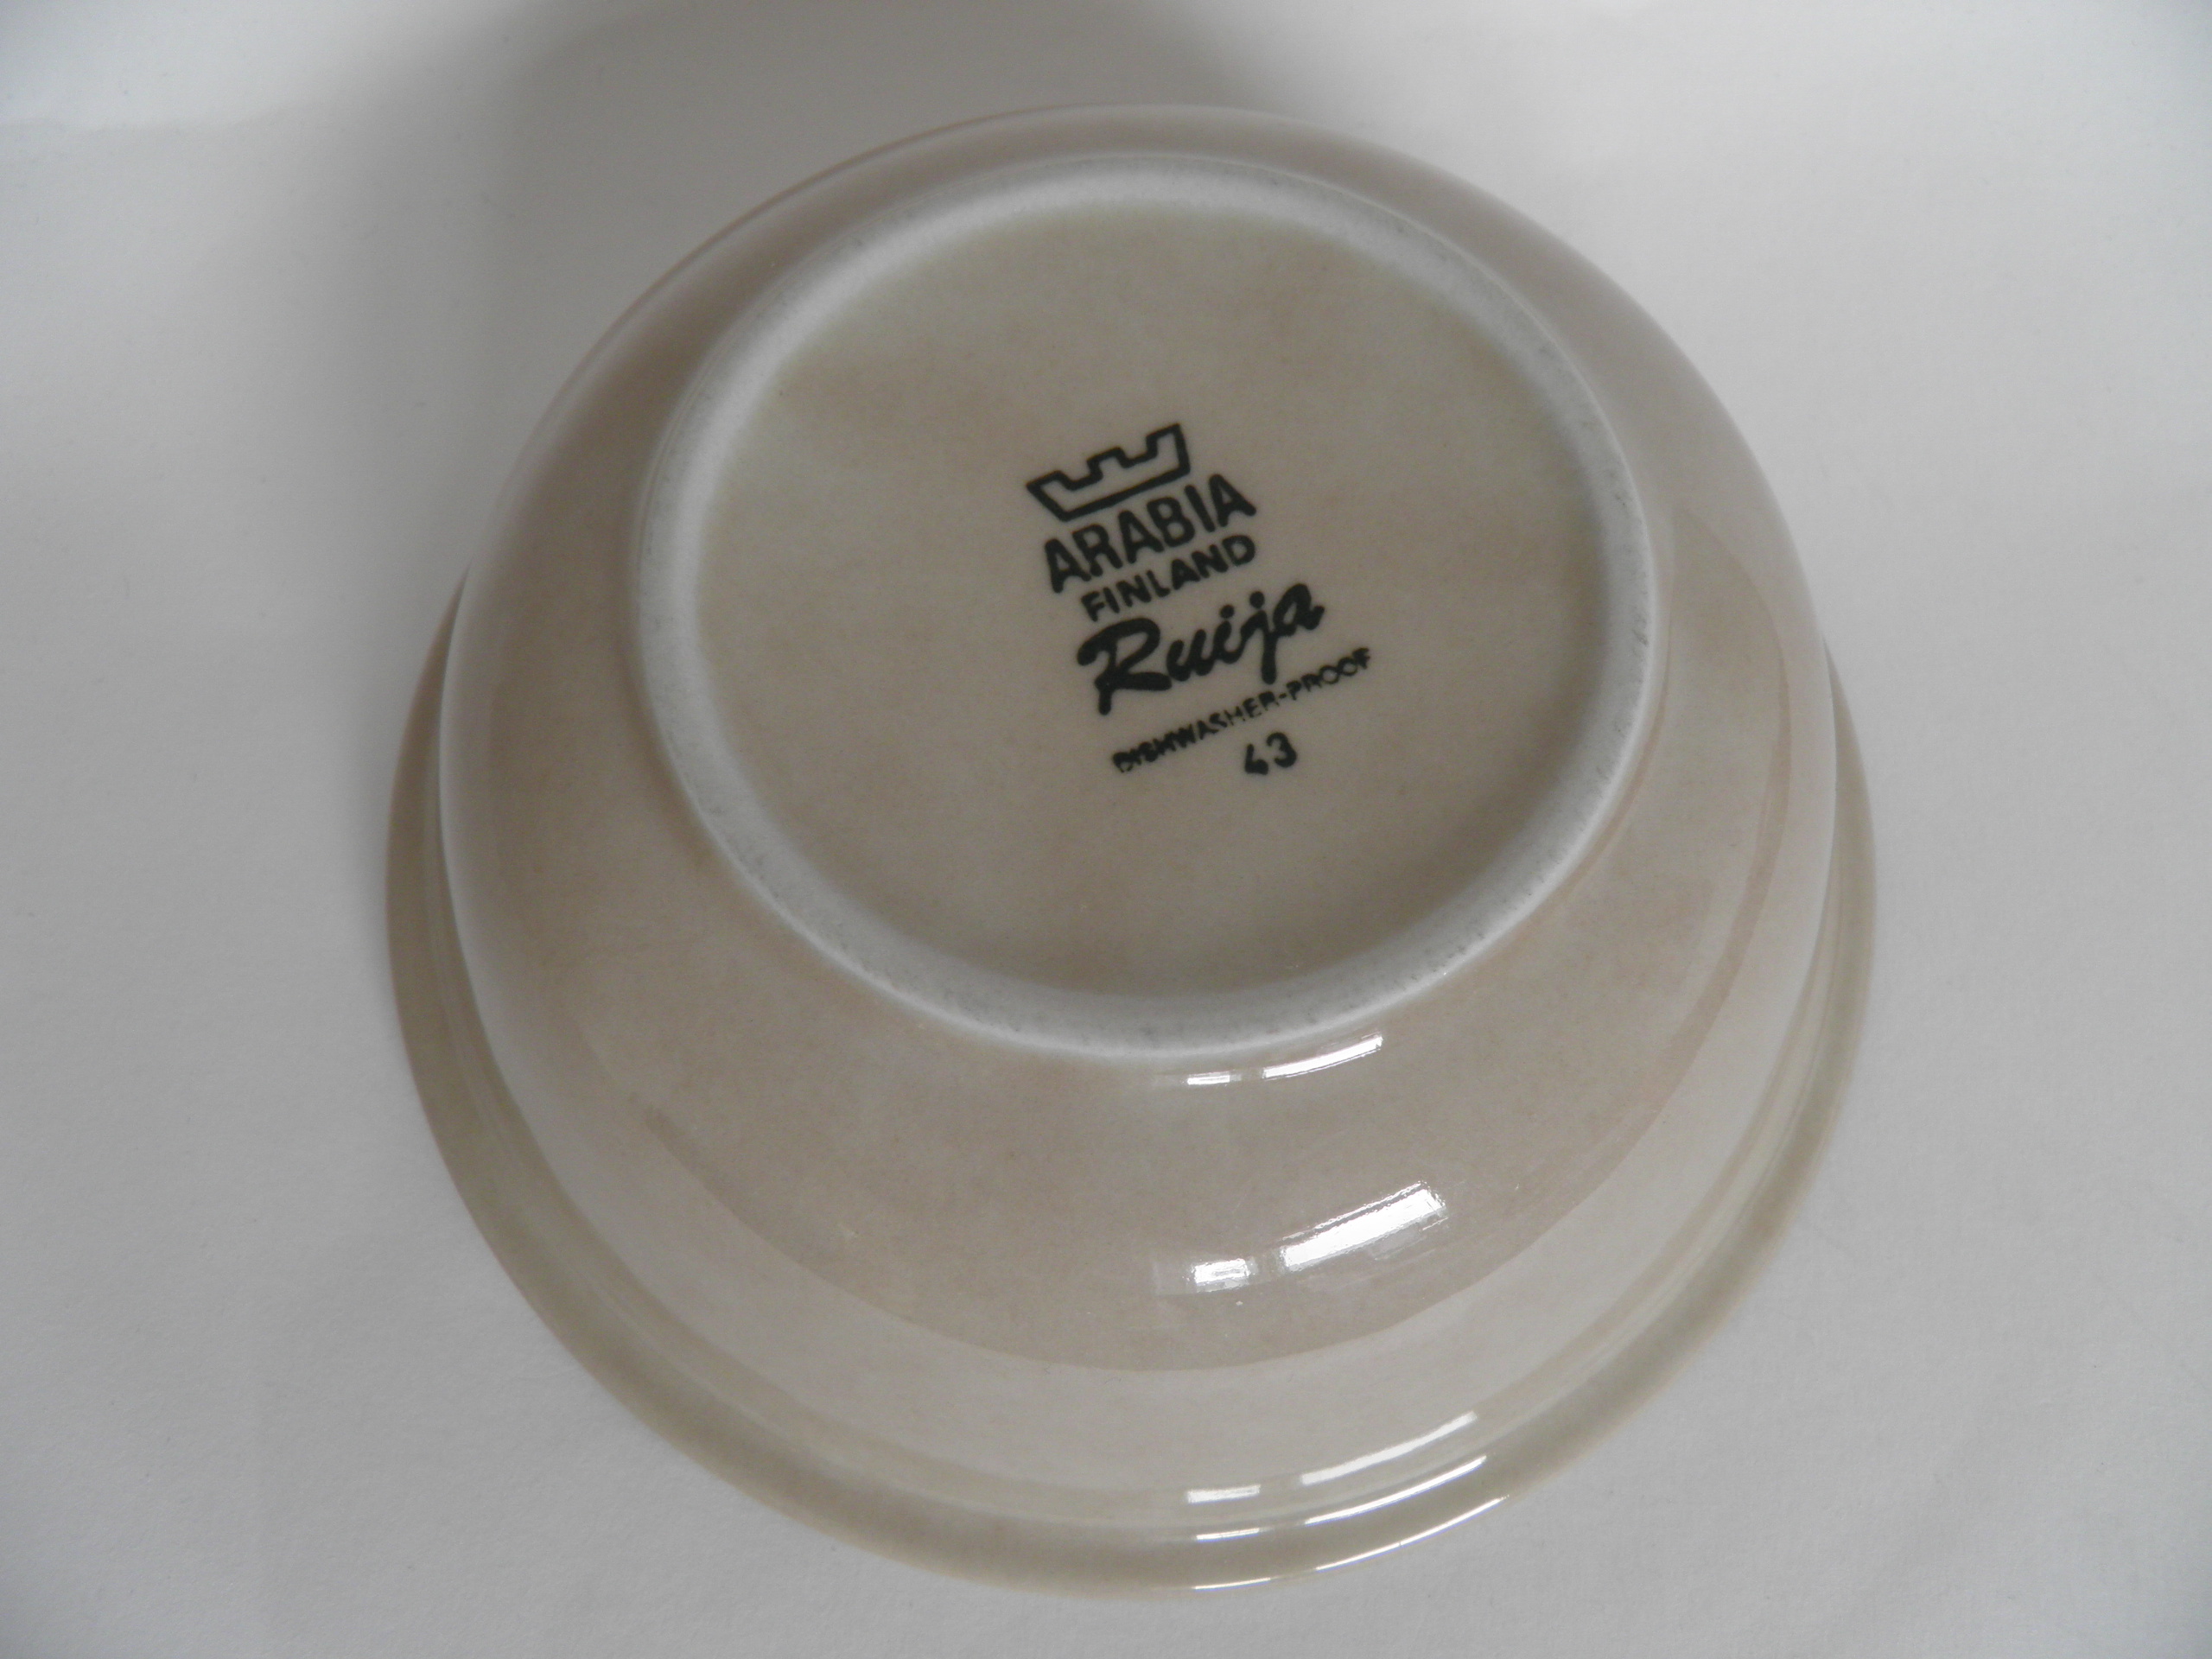 ARABIA
FINLAND
Ruija
DISHWASHER-PROOF
43